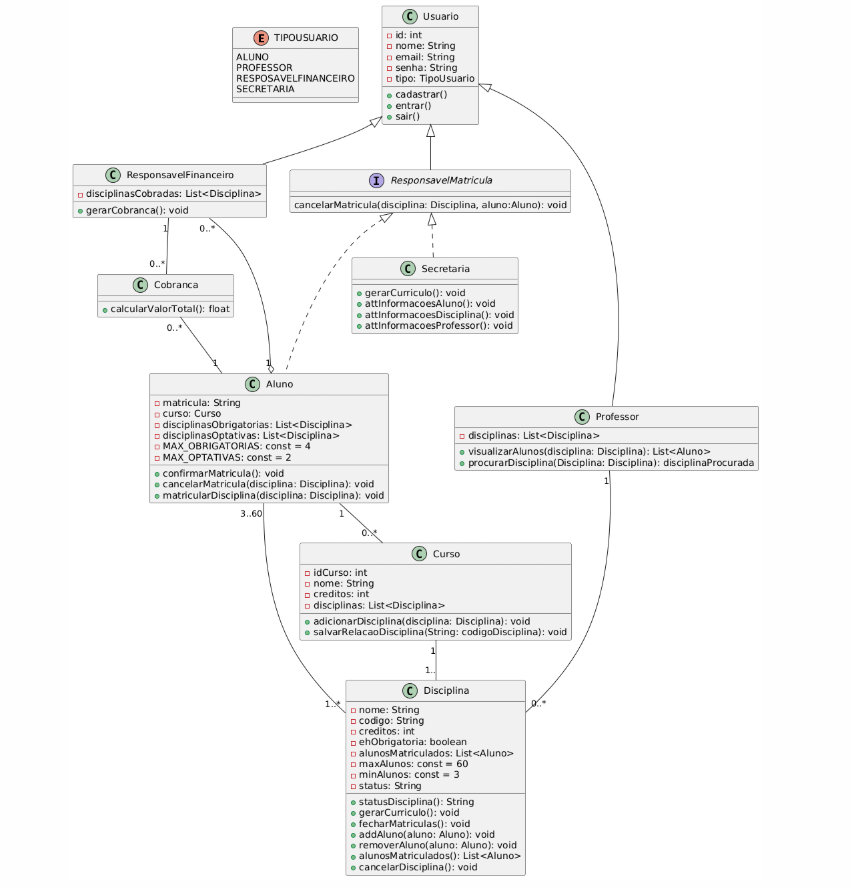 C Usuario
id: int
nome: String
email: String
senha: String
tipo: TipoUsuario
cadastrar()
entrar()
sair()
E TIPOUSUARIO
ALUNO
PROFESSOR
RESPOSAVELFINANCEIRO
SECRETARIA
C ResponsavelFinanceiro
disciplinasCobradas: List<Disciplina>
gerarCobranca(): void
I ResponsavelMatricula
cancelarMatricula(disciplina: Disciplina, aluno:Aluno): void
1
0..*
0..*
C Cobranca
calcularValorTotal(): float
C Secretaria
gerarCurriculo(): void
attInformacoesAluno(): void
attInformacoesDisciplina(): void
attInformacoesProfessor(): void
0..*
1
1
C Aluno
matricula: String
curso: Curso
disciplinasObrigatorias: List<Disciplina>
disciplinasOptativas: List<Disciplina>
MAX_OBRIGATORIAS: const = 4
MAX_OPTATIVAS: const = 2
confirmarMatricula(): void
cancelarMatricula(disciplina: Disciplina): void
matricularDisciplina(disciplina: Disciplina): void
C Professor
disciplinas: List<Disciplina>
visualizarAlunos(disciplina: Disciplina): List<Aluno>
procurarDisciplina(Disciplina: Disciplina): disciplinaProcurada
1
3..60
1
0..*
C Curso
idCurso: int
nome: String
creditos: int
disciplinas: List<Disciplina>
adicionarDisciplina(disciplina: Disciplina): void
salvarRelacaoDisciplina(String: codigoDisciplina): void
1
1..
1..*
0..*
C Disciplina
nome: String
codigo: String
creditos: int
ehObrigatoria: boolean
alunosMatriculados: List<Aluno>
maxAlunos: const = 60
minAlunos: const = 3
status: String
statusDisciplina(): String
gerarCurriculo(): void
fecharMatriculas(): void
addAluno(aluno: Aluno): void
removerAluno(aluno: Aluno): void
alunosMatriculados(): List<Aluno>
cancelarDisciplina(): void